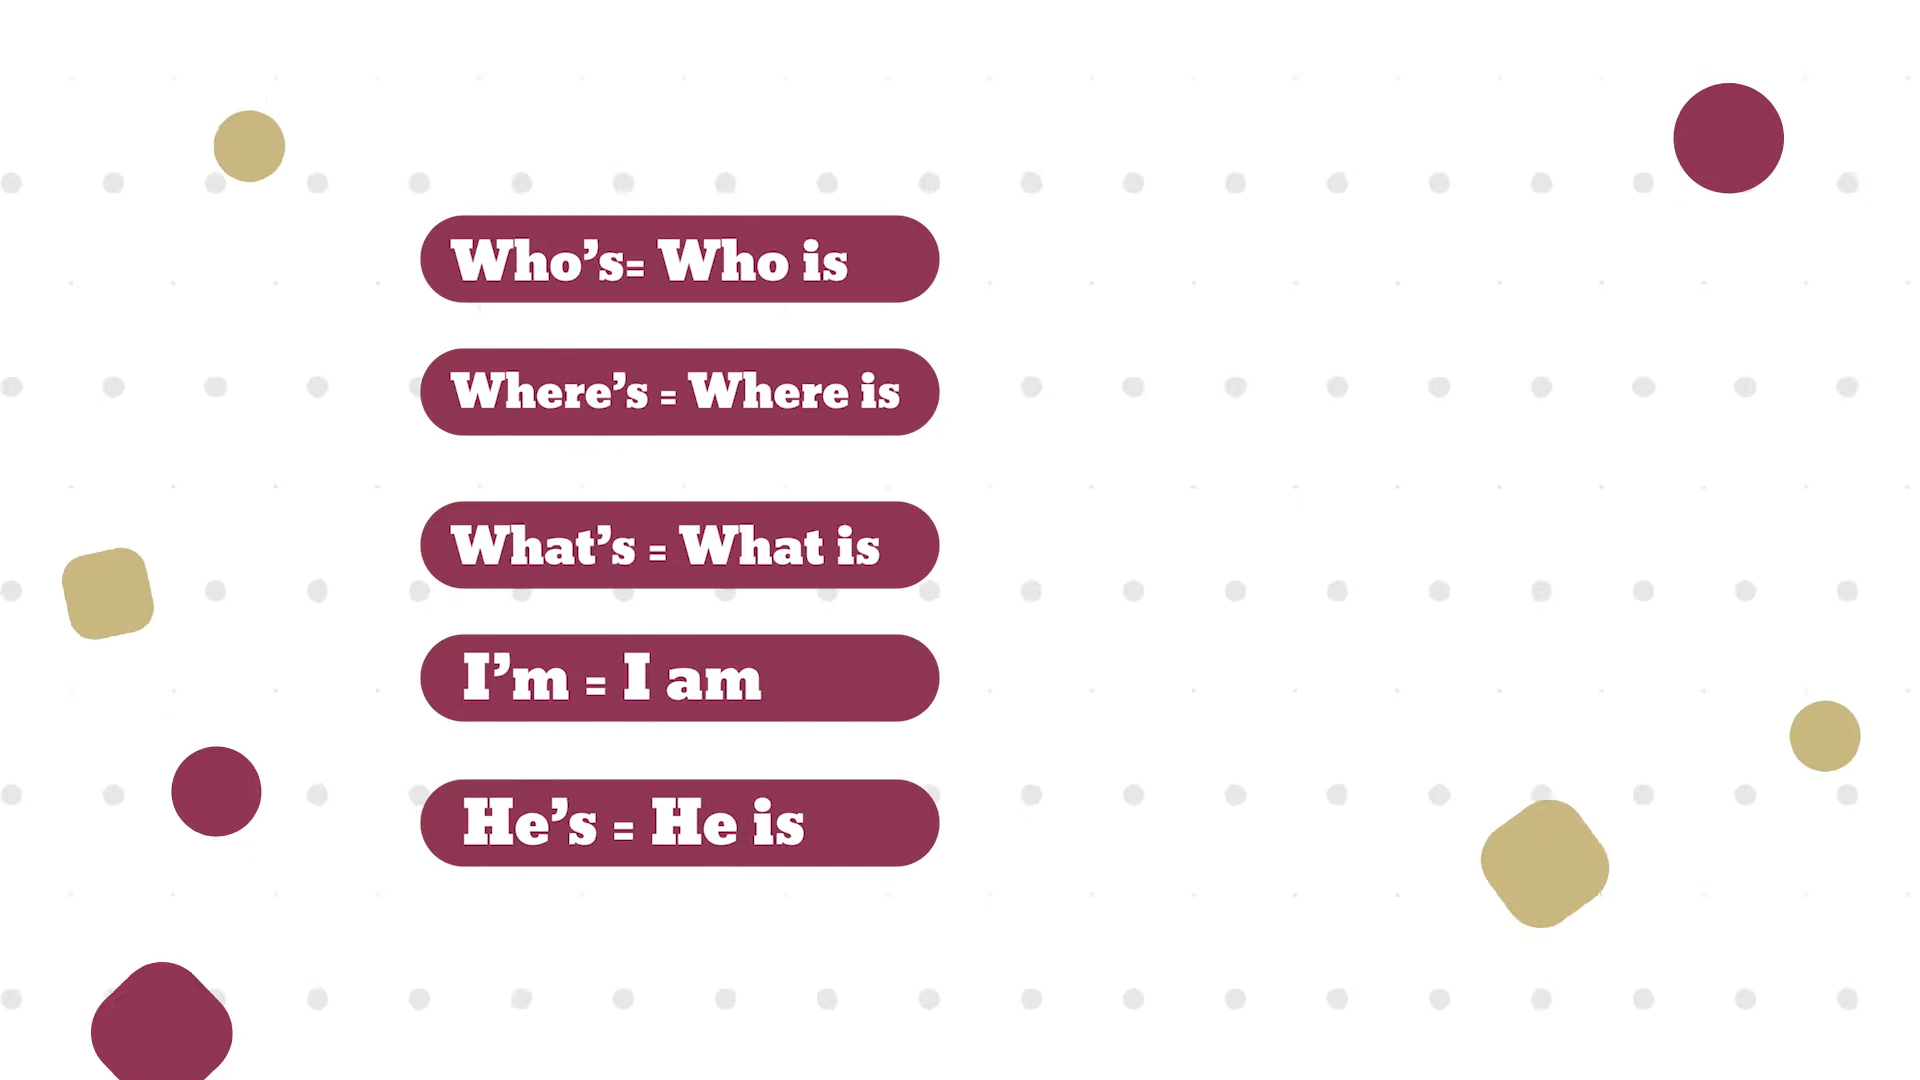 Who’s= Who is
Where’s = Where is
What’s = What is
I’m = I am
He’s = He is